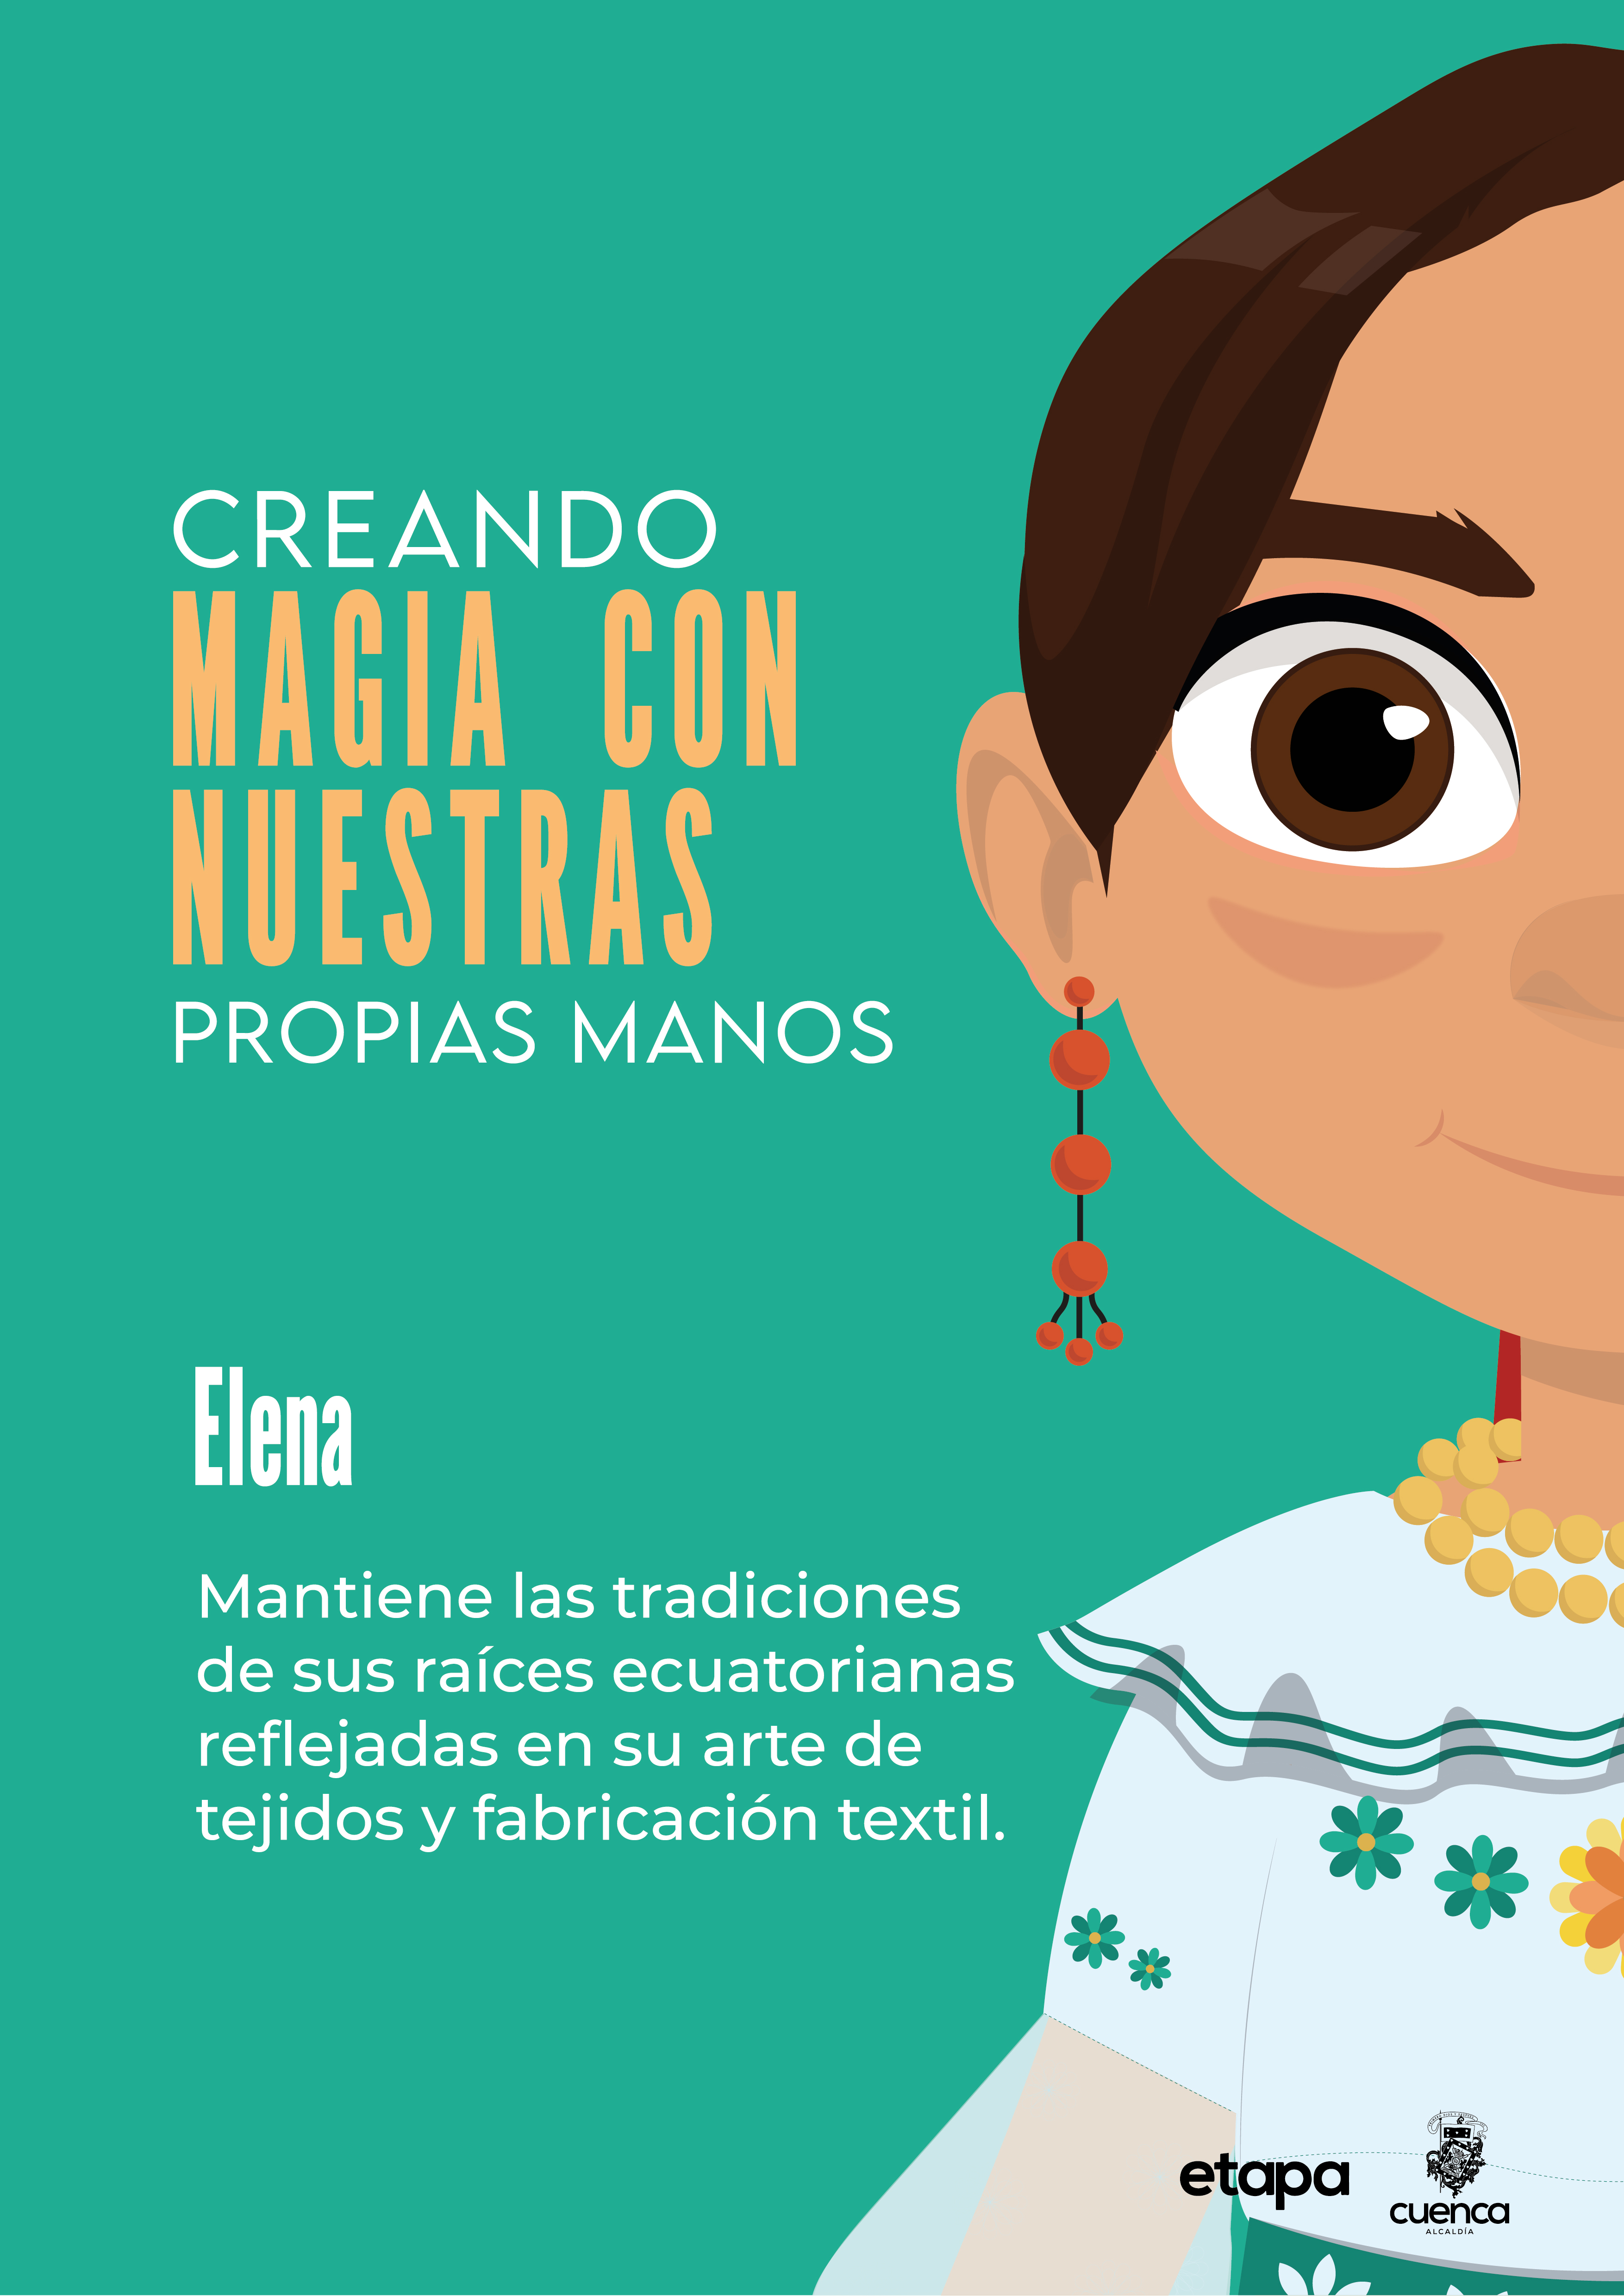 CREANDO
MAGIA CON
NUESTRAS
PROPIAS MANOS
Elena
Mantiene las tradiciones
de sus raíces ecuatorianas
reflejadas en su arte de
tejidos y fabricación textil.
etapa
cuenca
ALCALDÍA